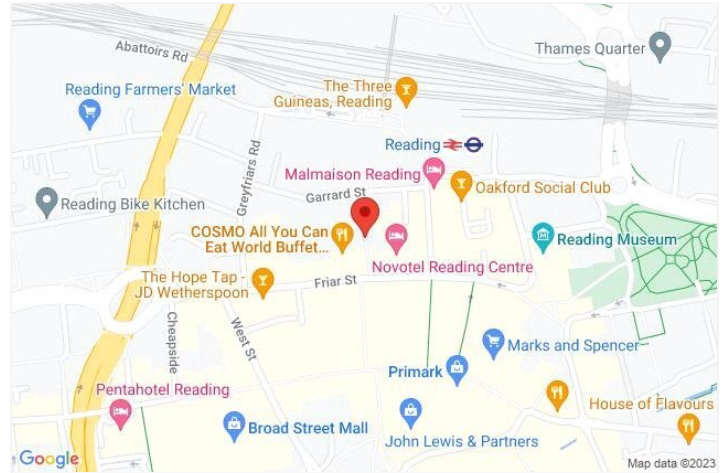 Abattoirs Rd
Thames Quarter
Reading Farmers' Market
The Three
Guineas, Reading
Reading
Malmaison Reading
Greyfriars Rd
Garrard St
Oakford Social Club
Reading Bike Kitchen
COSMO All You Can
Eat World Buffet...
Reading Museum
Novotel Reading Centre
The Hope Tap -
JD Wetherspoon
Friar St
Cheapside
West St
Marks and Spencer
Primark
Pentahotel Reading
House of Flavours
Broad Street Mall
John Lewis & Partners
Google
Map data ©2023